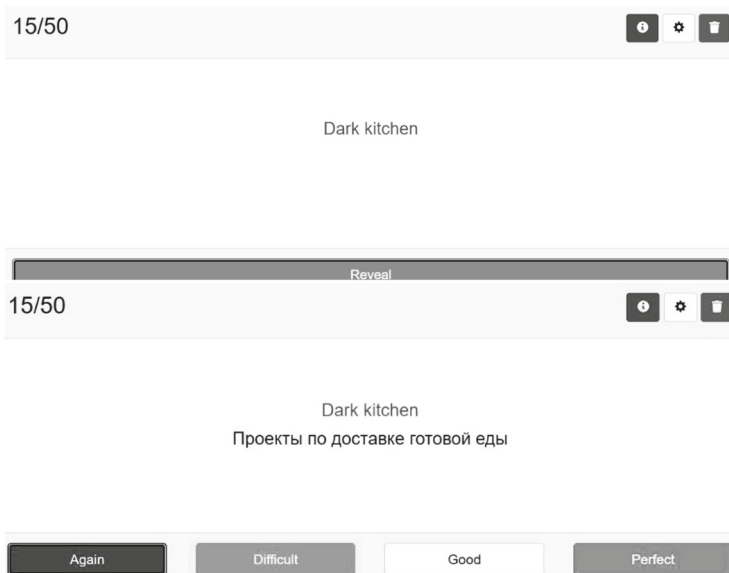 15/50
Dark kitchen
Reveal
15/50
Dark kitchen
Проекты по доставке готовой еды
Again Difficult Good Perfect